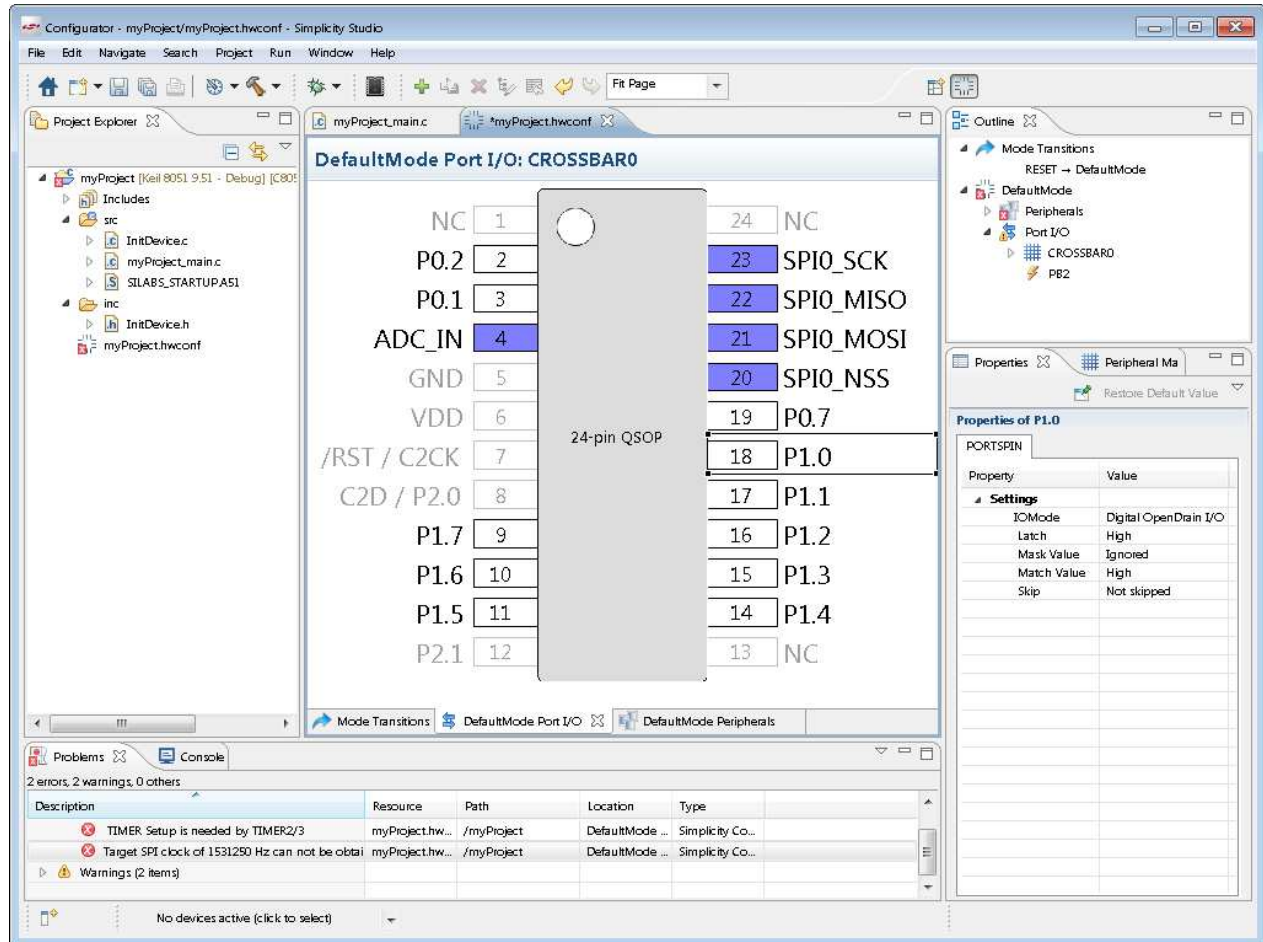 Configurator - myProject/myProject.hwconf - Simplicity Studio
File Edit Navigate Search Project Run Window Help
Fit Page
Project Explorer
myProject [Keil 8051 9.51 - Debug] [C805
Includes
src
InitDevice.c
myProject_main.c
SILABS_STARTUP.A51
inc
InitDevice.h
myProject.hwconf
myProject_main.c *myProject.hwconf
DefaultMode Port I/O: CROSSBAR0
NC 1 24 NC
P0.2 2 23 SPI0_SCK
P0.1 3 22 SPI0_MISO
ADC_IN 4 21 SPI0_MOSI
GND 5 20 SPI0_NSS
VDD 6 19 P0.7
24-pin QSOP
/RST / C2CK 7 18 P1.0
C2D / P2.0 8 17 P1.1
P1.7 9 16 P1.2
P1.6 10 15 P1.3
P1.5 11 14 P1.4
P2.1 12 13 NC
Mode Transitions DefaultMode Port I/O DefaultMode Peripherals
Outline
Mode Transitions
RESET → DefaultMode
DefaultMode
Peripherals
Port I/O
CROSSBAR0
PB2
Properties Peripheral Ma
Restore Default Value
Properties of P1.0
PORTSPIN
Property Value
Settings
IOMode Digital OpenDrain I/O
Latch High
Mask Value Ignored
Match Value High
Skip Not skipped
Problems Console
2 errors, 2 warnings, 0 others
Description Resource Path Location Type
TIMER Setup is needed by TIMER2/3 myProject.hw... /myProject DefaultMode ... Simplicity Co...
Target SPI clock of 1531250 Hz can not be obtai myProject.hw... /myProject DefaultMode ... Simplicity Co...
Warnings (2 items)
No devices active (click to select)